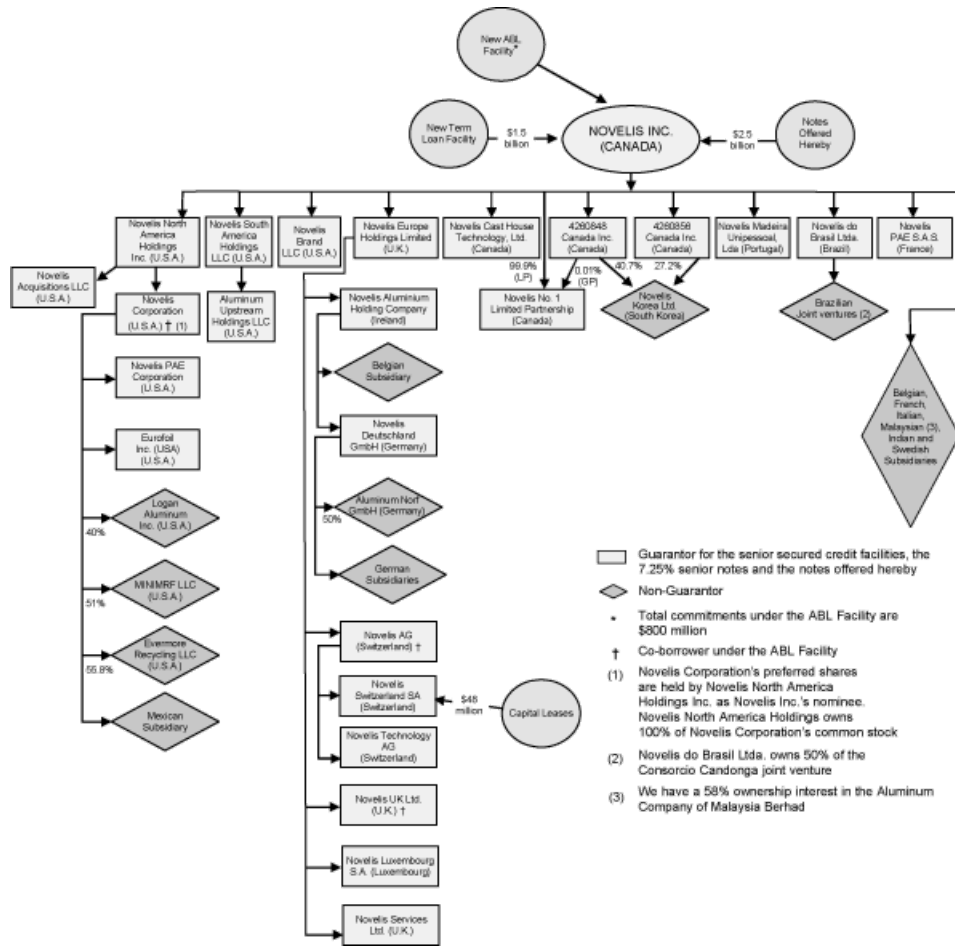 New ABL
Facility*
New Term
Loan Facility
$1.5
billion
NOVELIS INC.
(CANADA)
$2.5
billion
Notes
Offered
Hereby
Novelis North
America
Holdings
Inc. (U.S.A.)
Novelis South
America
Holdings
LLC (U.S.A.)
Novelis
Brand
LLC (U.S.A.)
Novelis Europe
Holdings Limited
(U.K.)
Novelis Cast House
Technology, Ltd.
(Canada)
4260848
Canada Inc.
(Canada)
4260856
Canada Inc.
(Canada)
Novelis Madeira
Unipessoal,
Lda (Portugal)
Novelis do
Brasil Ltda.
(Brazil)
Novelis
PAE S.A.S.
(France)
99.9%
(LP)
0.01%
(GP)
40.7%
27.2%
Novelis
Acquisitions LLC
(U.S.A.)
Novelis
Corporation
(U.S.A.) † (1)
Aluminum
Upstream
Holdings LLC
(U.S.A.)
Novelis Aluminium
Holding Company
(Ireland)
Novelis No. 1
Limited Partnership
(Canada)
Novelis
Korea Ltd.
(South Korea)
Brazilian
Joint ventures (2)
Novelis PAE
Corporation
(U.S.A.)
Belgian
Subsidiary
Eurofoil
Inc. (USA)
(U.S.A.)
Novelis
Deutschland
GmbH (Germany)
Belgian,
French,
Italian,
Malaysian (3),
Indian and
Swedish
Subsidiaries
Logan
Aluminum
Inc. (U.S.A.)
40%
Aluminum Norf
GmbH (Germany)
50%
MINIMRF LLC
(U.S.A.)
51%
German
Subsidiaries
Evermore
Recycling LLC
(U.S.A.)
55.8%
Novelis AG
(Switzerland) †
Mexican
Subsidiary
Novelis
Switzerland SA
(Switzerland)
$48
million
Capital Leases
Novelis Technology
AG
(Switzerland)
Novelis UK Ltd.
(U.K.) †
Novelis Luxembourg
S.A. (Luxembourg)
Novelis Services
Ltd. (U.K.)
Guarantor for the senior secured credit facilities, the
7.25% senior notes and the notes offered hereby
Non-Guarantor
* Total commitments under the ABL Facility are
$800 million
† Co-borrower under the ABL Facility
(1) Novelis Corporation's preferred shares
are held by Novelis North America
Holdings Inc. as Novelis Inc.'s nominee.
Novelis North America Holdings owns
100% of Novelis Corporation's common stock
(2) Novelis do Brasil Ltda. owns 50% of the
Consorcio Candonga joint venture
(3) We have a 58% ownership interest in the Aluminum
Company of Malaysia Berhad